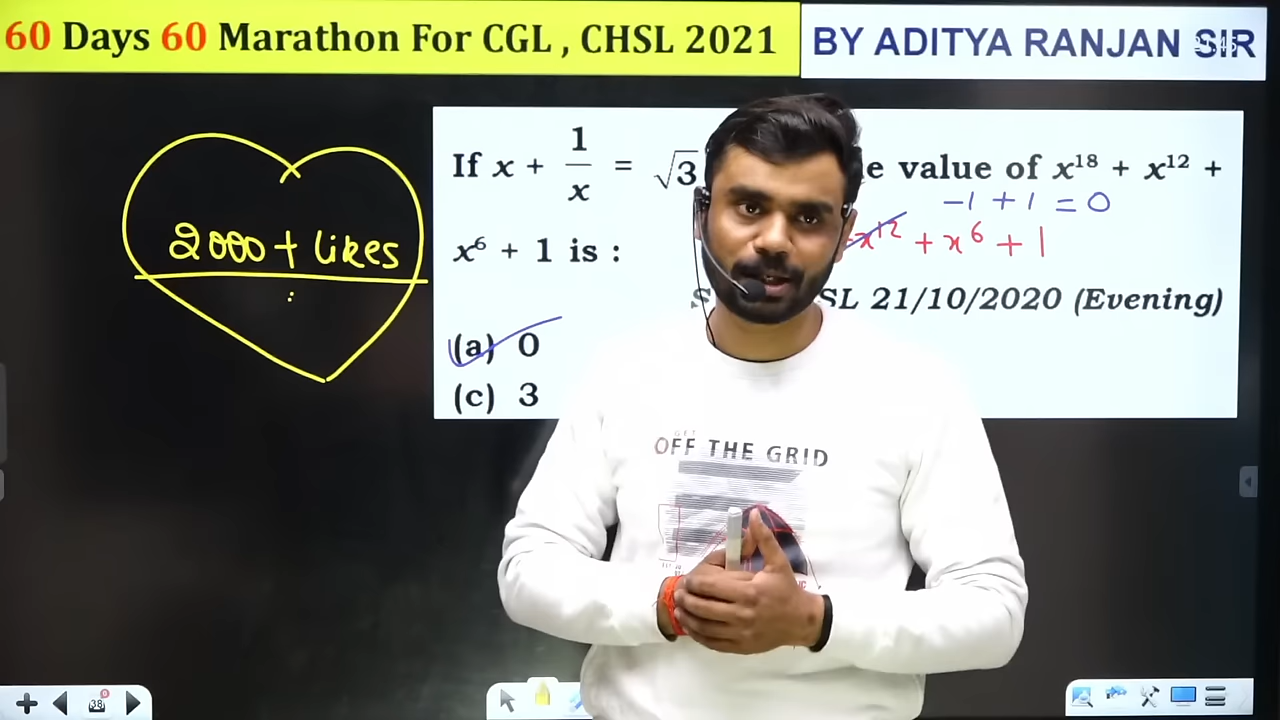 60 Days 60 Marathon For CGL , CHSL 2021
BY ADITYA RANJAN SIR
If x + 1/x = √3
e value of x¹⁸ + x¹² +
-1 + 1 = 0
x⁶ + 1 is :
x¹² + x⁶ + 1
SL 21/10/2020 (Evening)
(a) 0
(c) 3
2000 + likes
OFF THE GRID
38